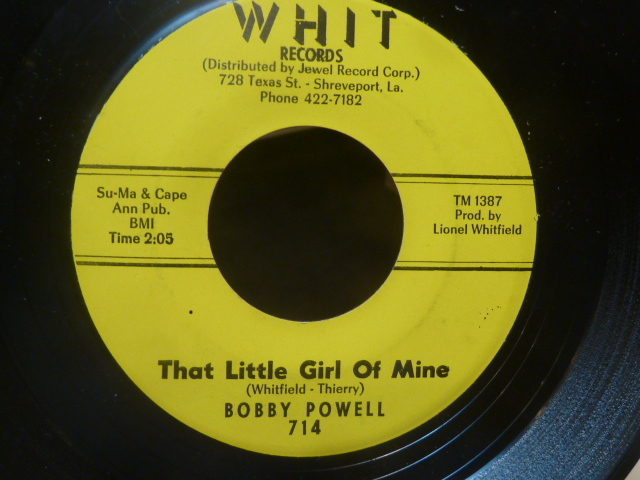 WHIT
RECORDS
(Distributed by Jewel Record Corp.)
728 Texas St. - Shreveport, La.
Phone 422-7182
Su-Ma & Cape
Ann Pub.
BMI
Time 2:05
TM 1387
Prod. by
Lionel Whitfield
That Little Girl Of Mine
(Whitfield - Thierry)
BOBBY POWELL
714